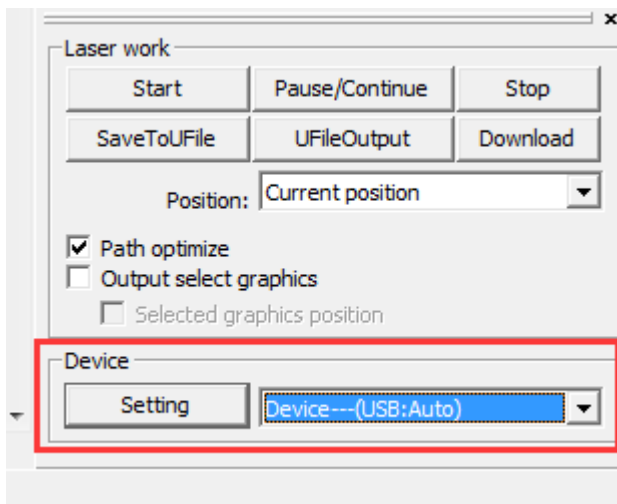 Laser work
Start Pause/Continue Stop
SaveToUFile UFileOutput Download
Position: Current position
Path optimize
Output select graphics
Selected graphics position
Device
Setting Device---(USB:Auto)